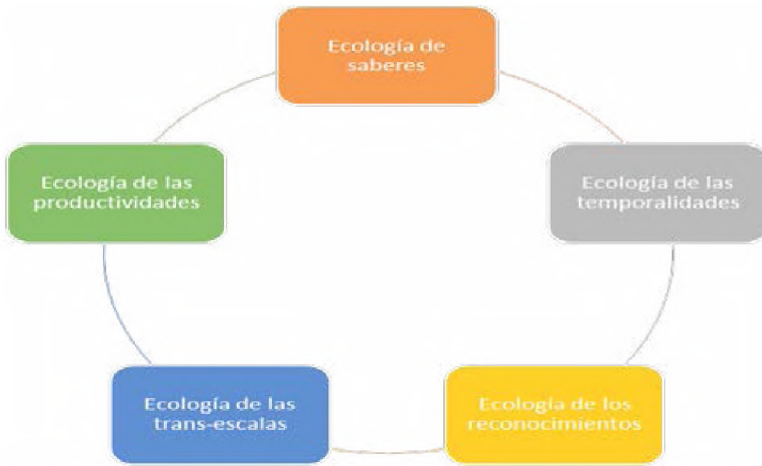 Ecología de
saberes
Ecología de las
temporalidades
Ecología de los
reconocimientos
Ecología de las
trans-escalas
Ecología de las
productividades